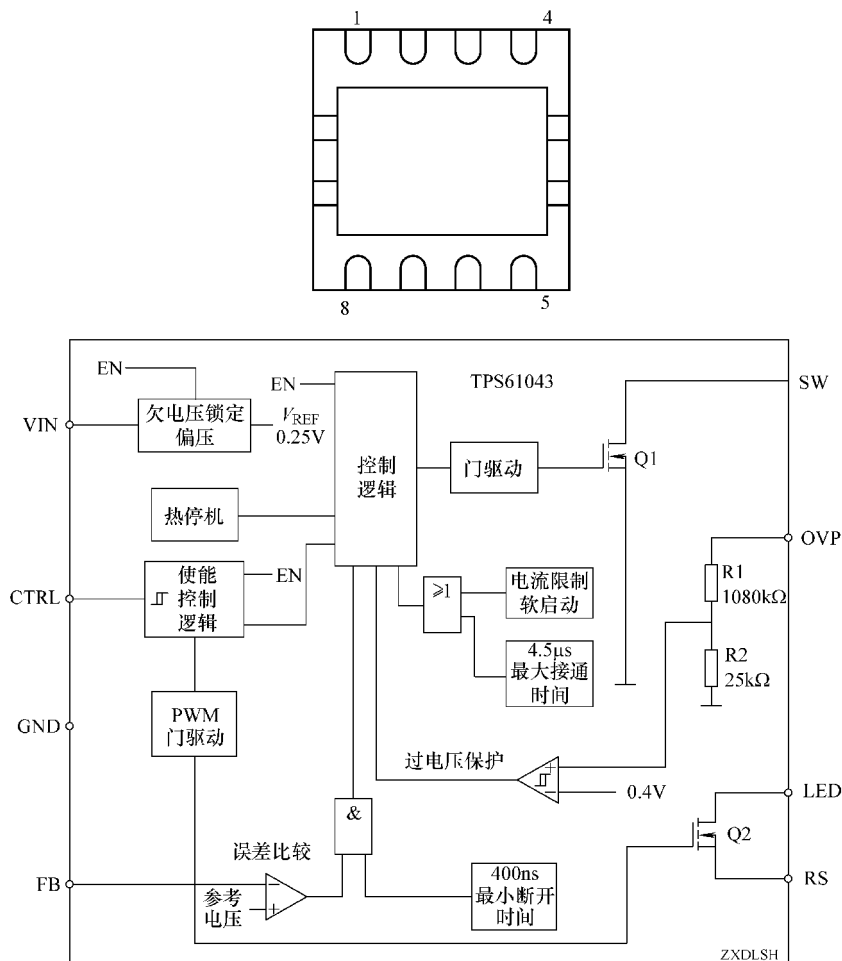 1
4
8
5
EN
EN
TPS61043
SW
VIN
欠电压锁定
偏压
V_REF
0.25V
控制
逻辑
门驱动
Q1
热停机
OVP
CTRL
使能
控制
逻辑
EN
≥1
电流限制
软启动
R1
1080kΩ
4.5μs
最大接通
时间
R2
25kΩ
GND
PWM
门驱动
过电压保护
+
−
0.4V
LED
&
Q2
误差比较
FB
−
+
参考
电压
400ns
最小断开
时间
RS
ZXDLSH